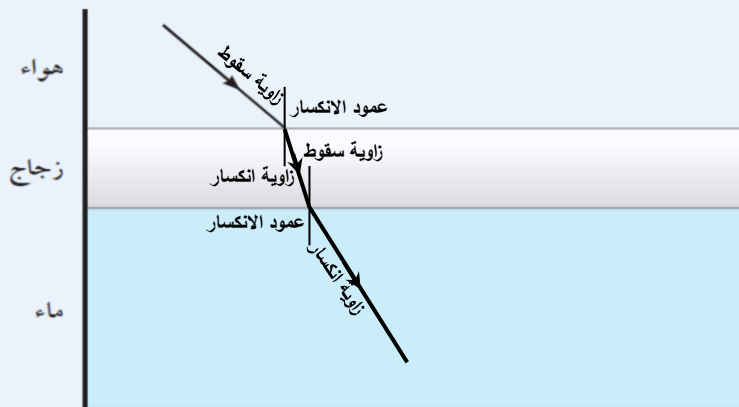 هواء
زاوية سقوط
عمود الانكسار
زاوية سقوط
زجاج
زاوية انكسار
عمود الانكسار
زاوية انكسار
ماء